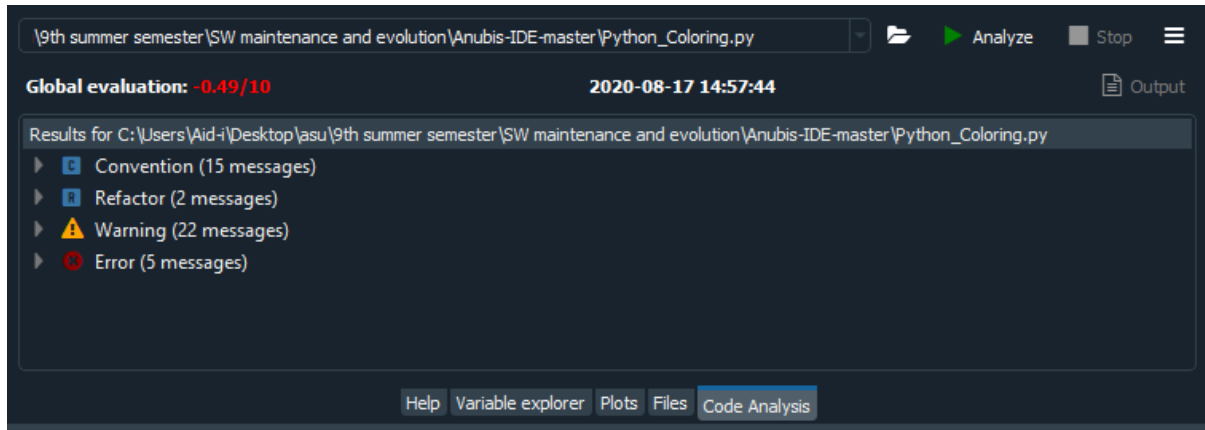 \9th summer semester\SW maintenance and evolution\Anubis-IDE-master\Python_Coloring.py Analyze Stop
Global evaluation: -0.49/10 2020-08-17 14:57:44 Output
Results for C:\Users\Aid-i\Desktop\asu\9th summer semester\SW maintenance and evolution\Anubis-IDE-master\Python_Coloring.py
C Convention (15 messages)
R Refactor (2 messages)
Warning (22 messages)
Error (5 messages)
Help Variable explorer Plots Files Code Analysis